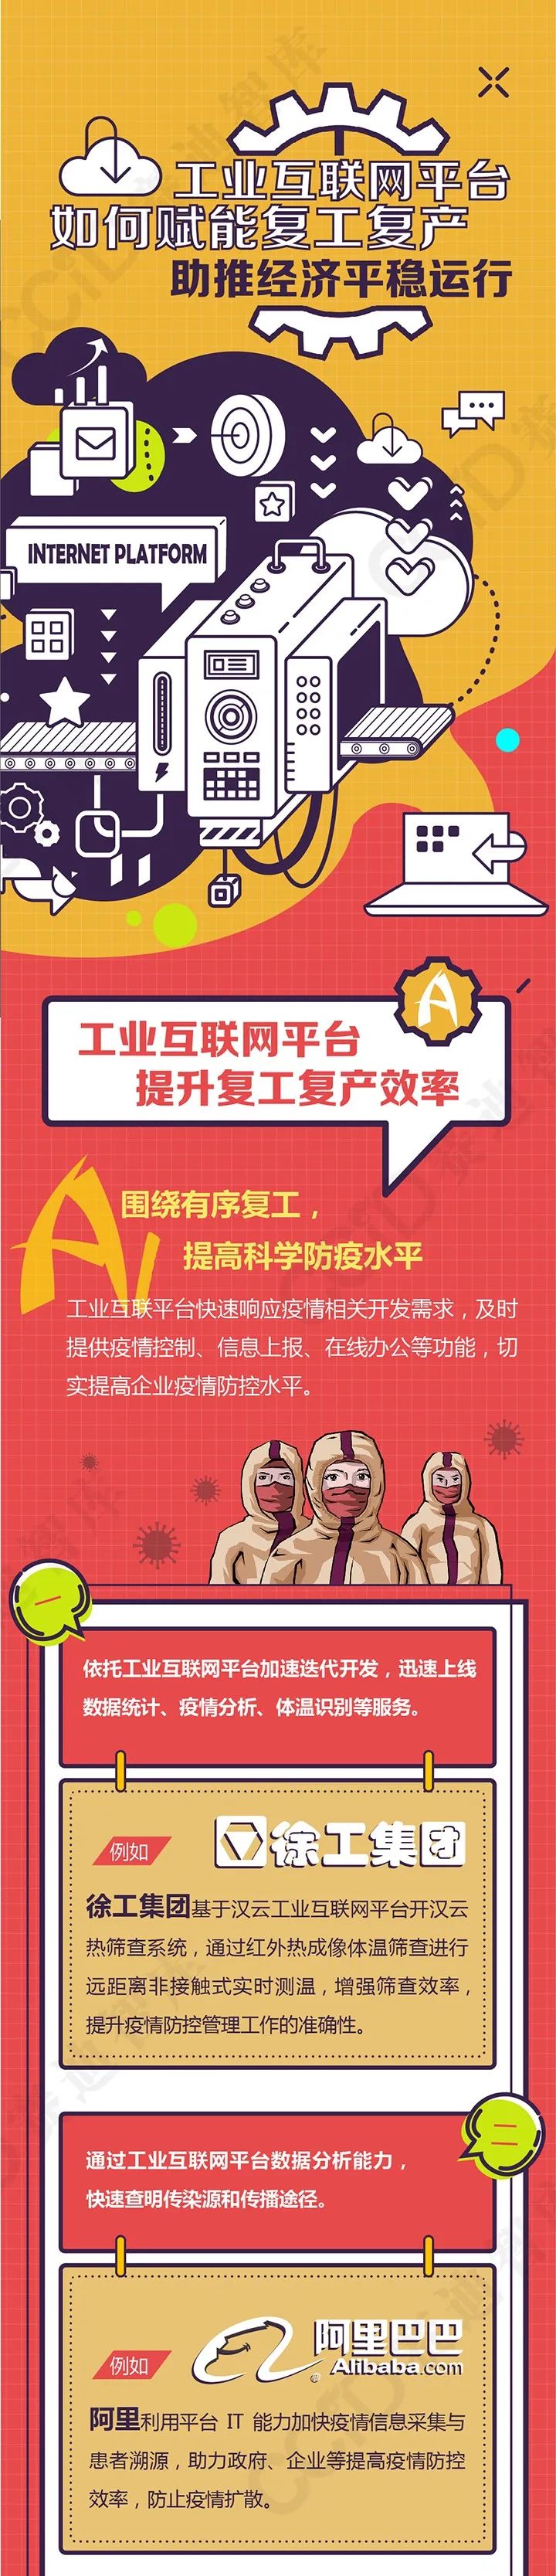 工业互联网平台
如何赋能复工复产
助推经济平稳运行
INTERNET PLATFORM
A
工业互联网平台
提升复工复产效率
A1
围绕有序复工，
提高科学防疫水平
工业互联平台快速响应疫情相关开发需求，及时
提供疫情控制、信息上报、在线办公等功能，切
实提高企业疫情防控水平。
一
依托工业互联网平台加速迭代开发，迅速上线
数据统计、疫情分析、体温识别等服务。
例如
徐工集团
徐工集团基于汉云工业互联网平台开汉云
热筛查系统，通过红外热成像体温筛查进行
远距离非接触式实时测温，增强筛查效率，
提升疫情防控管理工作的准确性。
二
通过工业互联网平台数据分析能力，
快速查明传染源和传播途径。
例如
阿里巴巴
Alibaba.com
阿里利用平台 IT 能力加快疫情信息采集与
患者溯源，助力政府、企业等提高疫情防控
效率，防止疫情扩散。